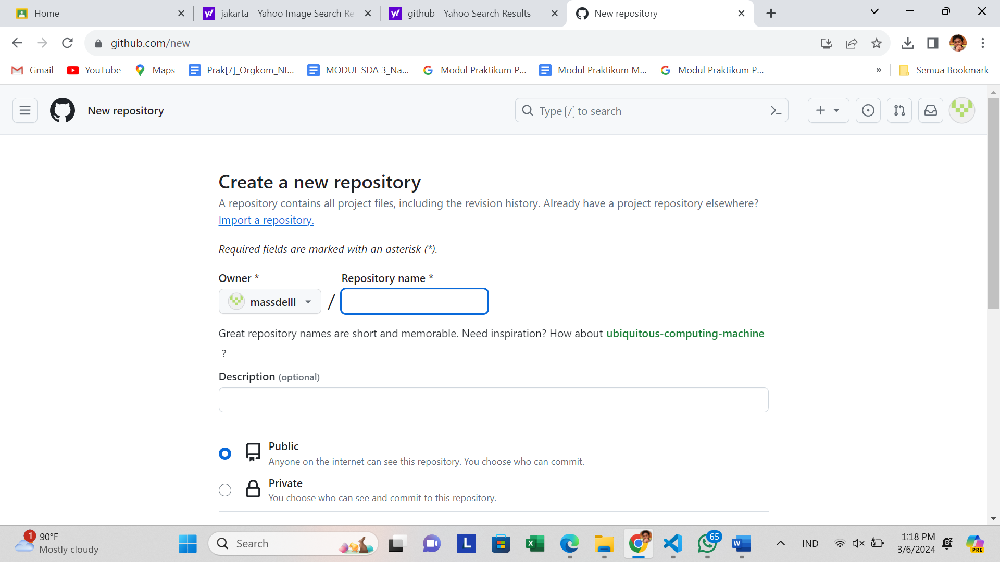 Home
jakarta - Yahoo Image Search Re
github - Yahoo Search Results
New repository
github.com/new
Gmail
YouTube
Maps
Prak[7]_Orgkom_NI...
MODUL SDA 3_Na...
Modul Praktikum P...
Modul Praktikum M...
Modul Praktikum P...
»
Semua Bookmark
New repository
Type / to search
Create a new repository
A repository contains all project files, including the revision history. Already have a project repository elsewhere?
Import a repository.
Required fields are marked with an asterisk (*).
Owner *
Repository name *
massdelll
/
Great repository names are short and memorable. Need inspiration? How about ubiquitous-computing-machine
?
Description (optional)
Public
Anyone on the internet can see this repository. You choose who can commit.
Private
You choose who can see and commit to this repository.
1
90°F
Mostly cloudy
Search
L
X
65
W
IND
1:18 PM
3/6/2024
PRE